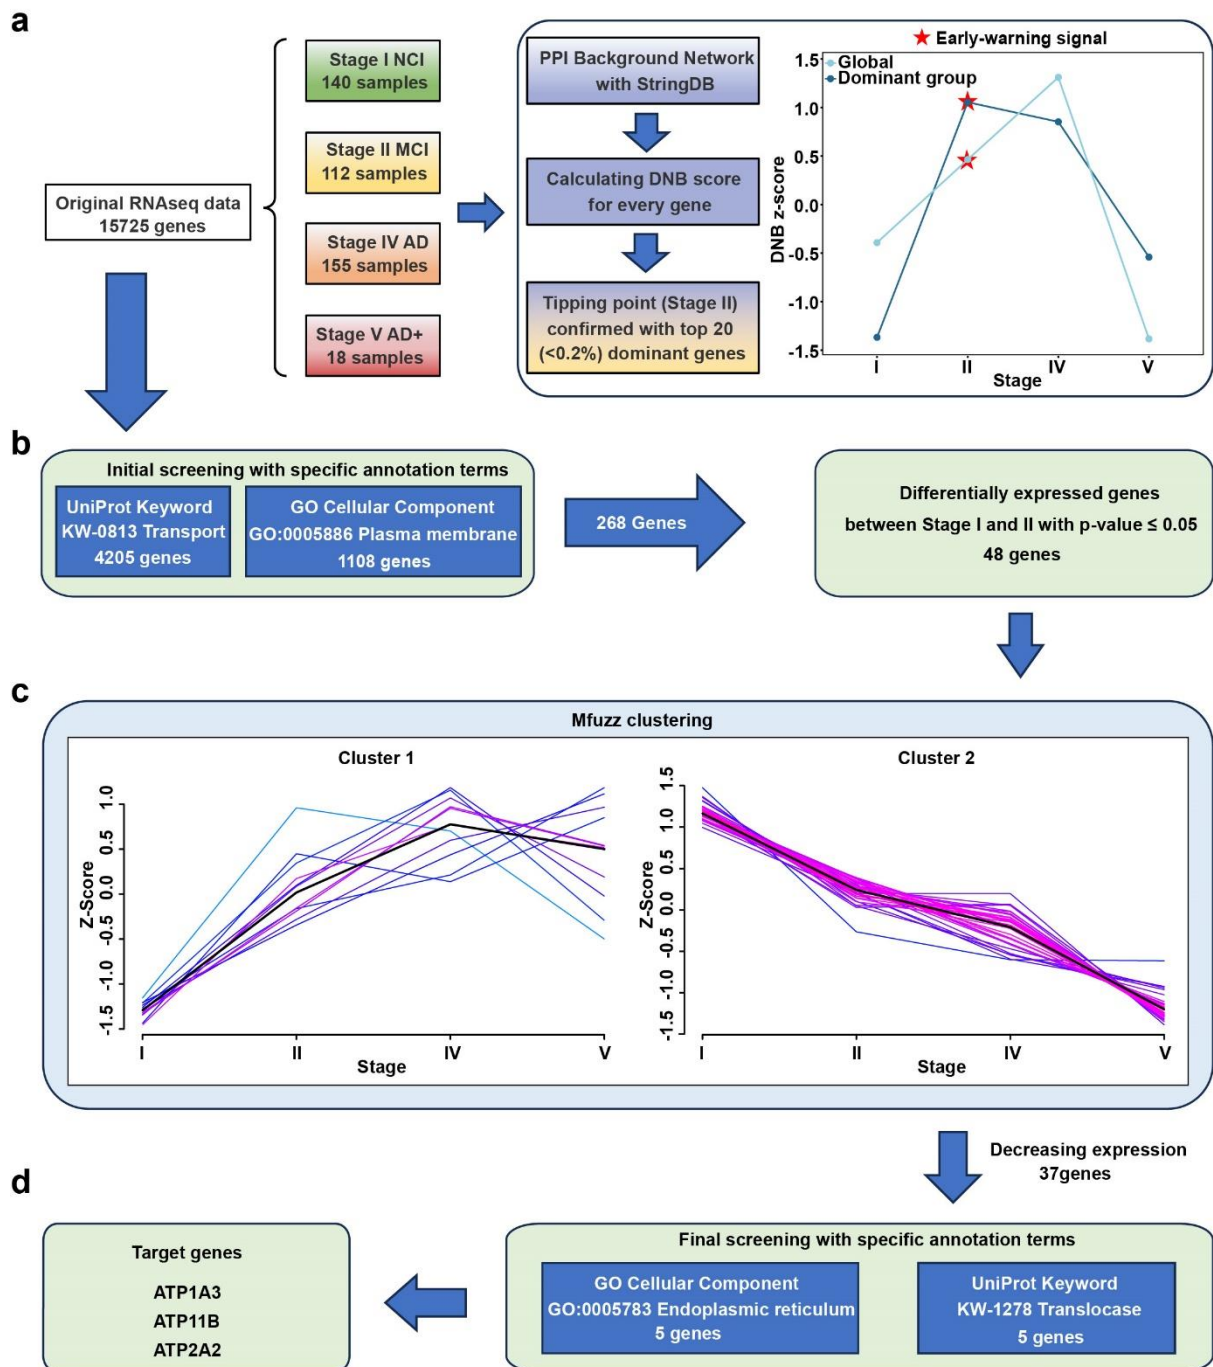 a
Original RNAseq data
15725 genes
Stage I NCI
140 samples
Stage II MCI
112 samples
Stage IV AD
155 samples
Stage V AD+
18 samples
PPI Background Network
with StringDB
Calculating DNB score
for every gene
Tipping point (Stage II)
confirmed with top 20
(<0.2%) dominant genes
Early-warning signal
Global
Dominant group
DNB z-score
1.5
1.0
0.5
0.0
-0.5
-1.0
-1.5
I II IV V
Stage
b
Initial screening with specific annotation terms
UniProt Keyword
KW-0813 Transport
4205 genes
GO Cellular Component
GO:0005886 Plasma membrane
1108 genes
268 Genes
Differentially expressed genes
between Stage I and II with p-value ≤ 0.05
48 genes
c
Mfuzz clustering
Cluster 1
Z-Score
1.0
0.5
0.0
-0.5
-1.0
-1.5
I II IV V
Stage
Cluster 2
Z-Score
1.5
1.0
0.5
0.0
-0.5
-1.0
-1.5
I II IV V
Stage
Decreasing expression
37genes
d
Final screening with specific annotation terms
GO Cellular Component
GO:0005783 Endoplasmic reticulum
5 genes
UniProt Keyword
KW-1278 Translocase
5 genes
Target genes
ATP1A3
ATP11B
ATP2A2